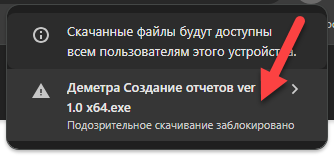 Скачанные файлы будут доступны
всем пользователям этого устройства.
Деметра Создание отчетов ver
1.0 x64.exe
Подозрительное скачивание заблокировано